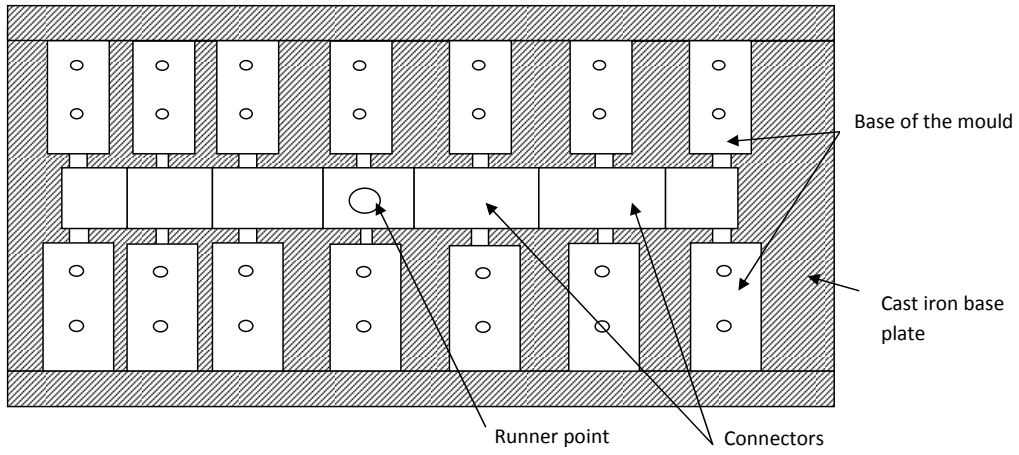 Base of the mould
Cast iron base
plate
Runner point
Connectors